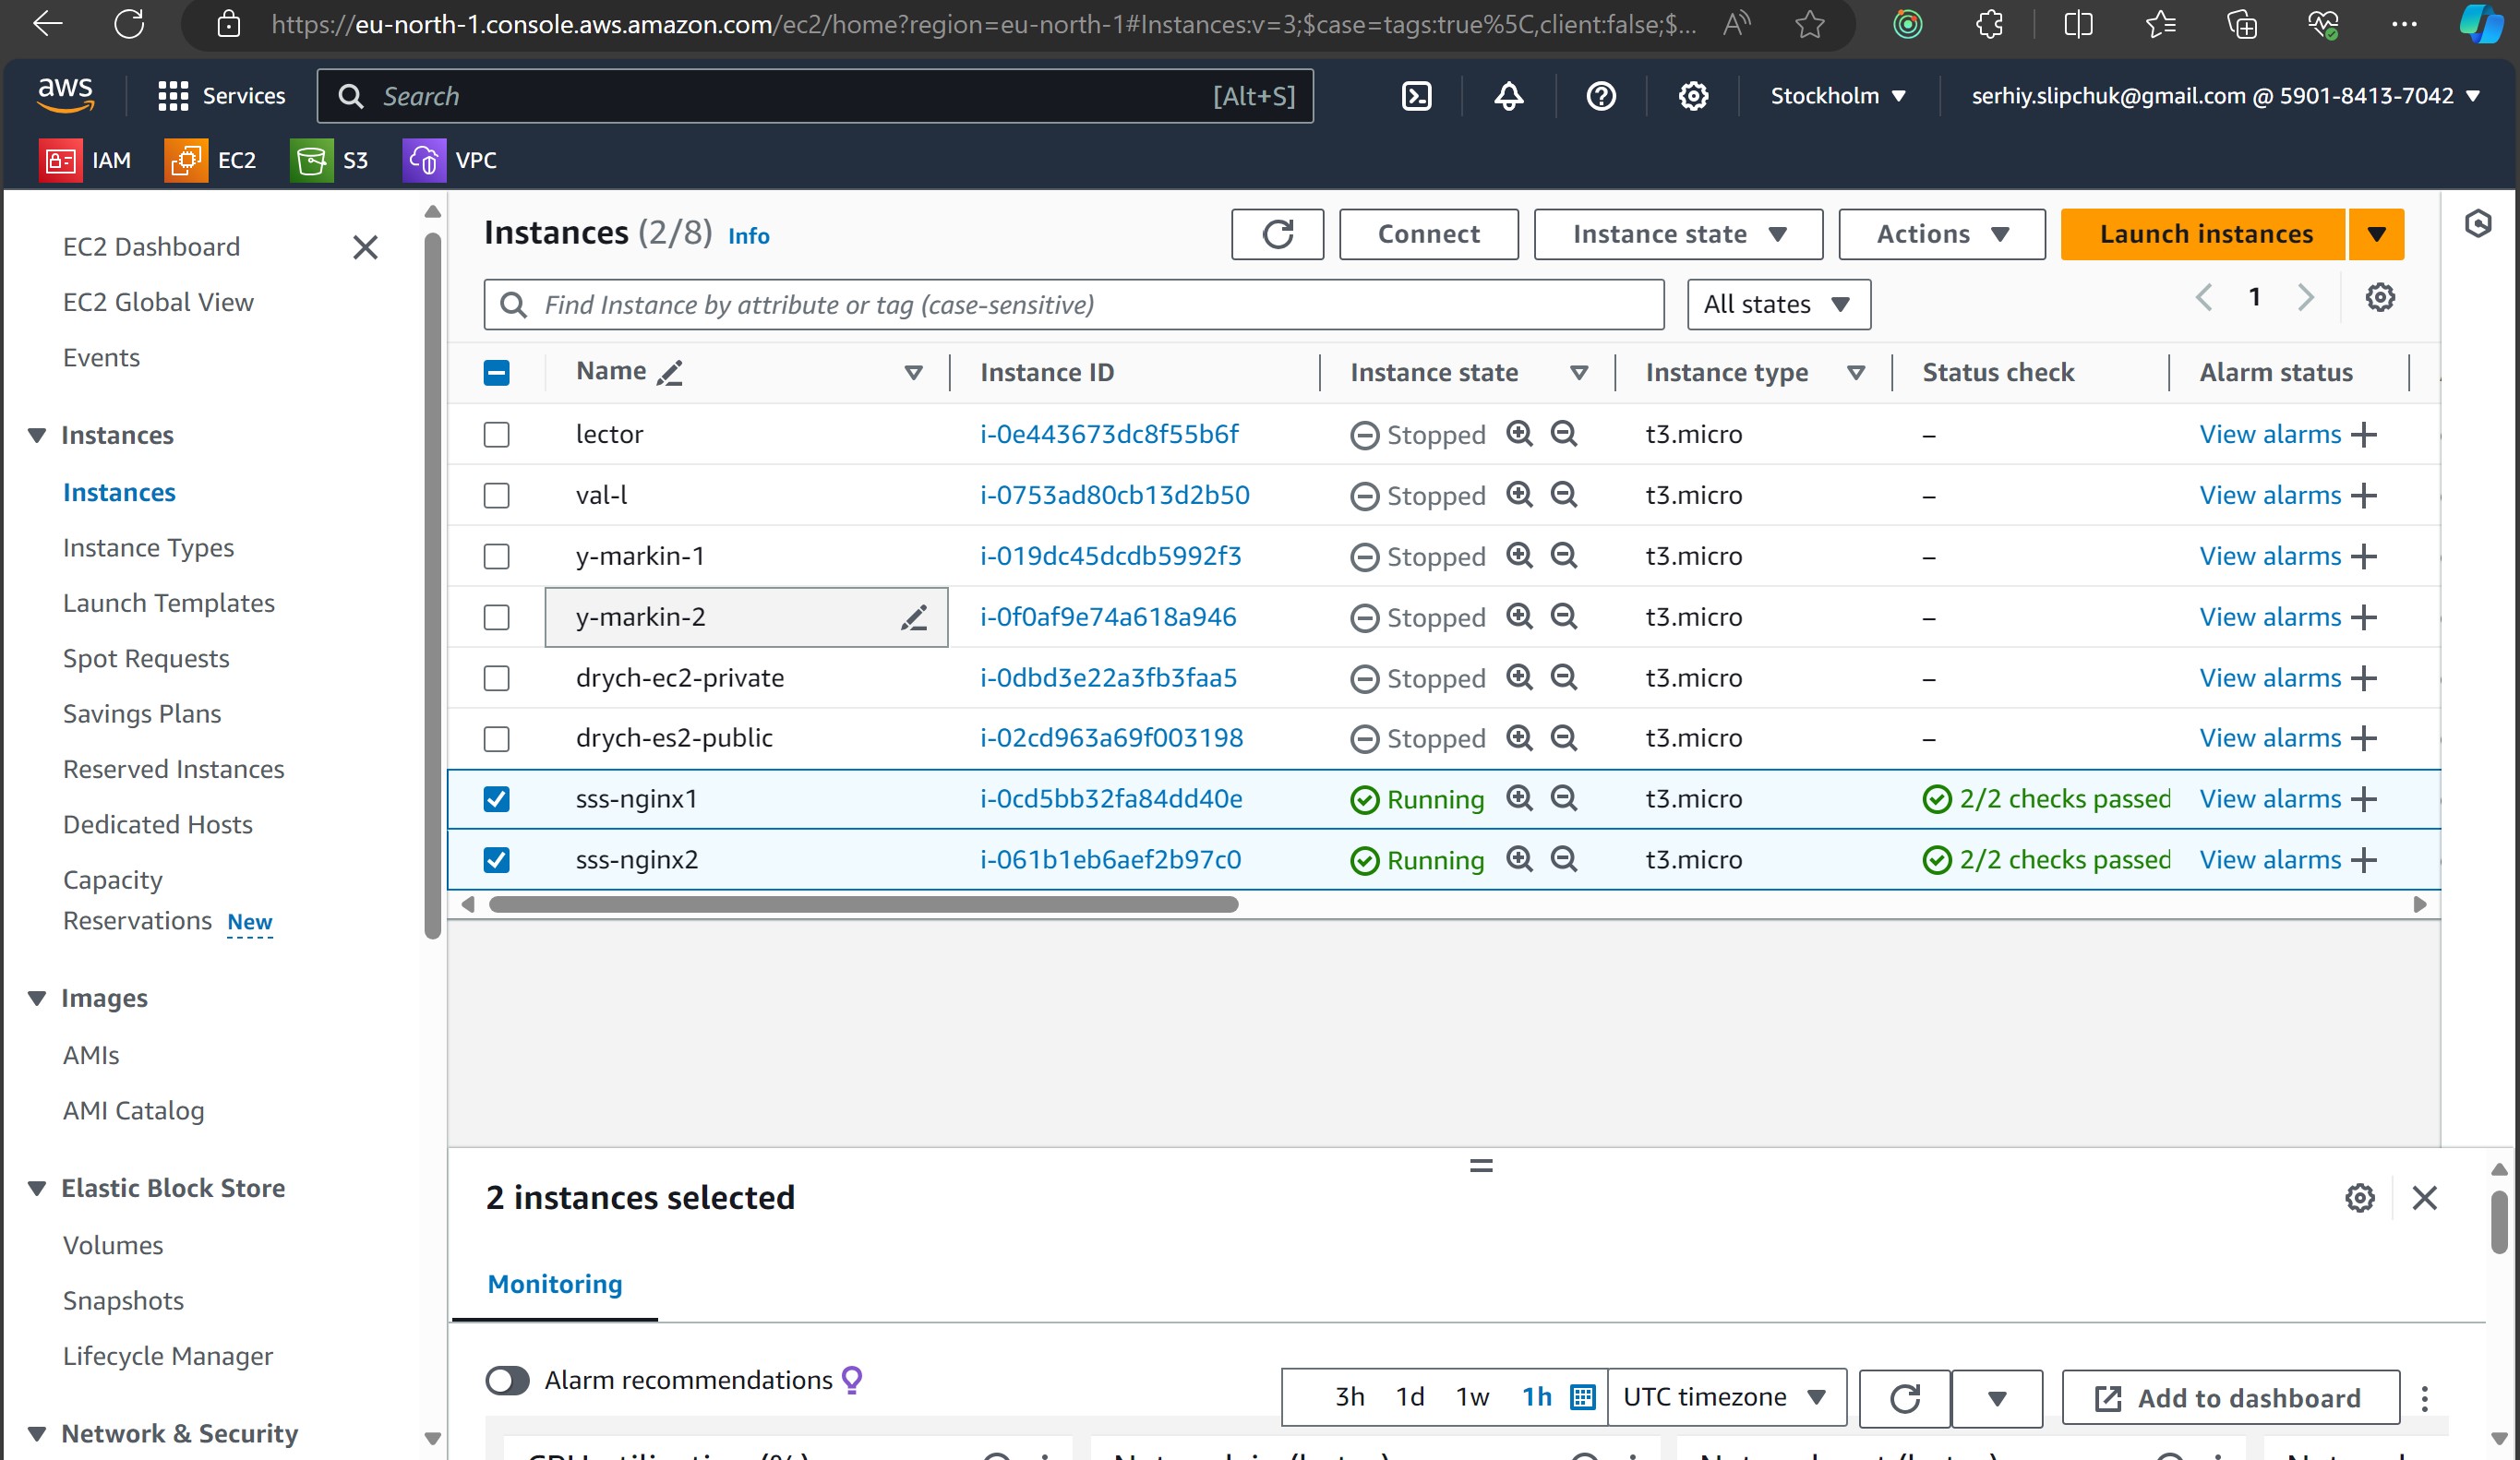 https://eu-north-1.console.aws.amazon.com/ec2/home?region=eu-north-1#Instances:v=3;$case=tags:true%5C,client:false;$...
aws
Services
Search
[Alt+S]
Stockholm
serhiy.slipchuk@gmail.com @ 5901-8413-7042
IAM
EC2
S3
VPC
EC2 Dashboard
EC2 Global View
Events
Instances
Instances
Instance Types
Launch Templates
Spot Requests
Savings Plans
Reserved Instances
Dedicated Hosts
Capacity
Reservations New
Images
AMIs
AMI Catalog
Elastic Block Store
Volumes
Snapshots
Lifecycle Manager
Network & Security
Instances (2/8) Info
Connect
Instance state
Actions
Launch instances
Find Instance by attribute or tag (case-sensitive)
All states
1
Name Instance ID Instance state Instance type Status check Alarm status
lector i-0e443673dc8f55b6f Stopped t3.micro – View alarms
val-l i-0753ad80cb13d2b50 Stopped t3.micro – View alarms
y-markin-1 i-019dc45dcdb5992f3 Stopped t3.micro – View alarms
y-markin-2 i-0f0af9e74a618a946 Stopped t3.micro – View alarms
drych-ec2-private i-0dbd3e22a3fb3faa5 Stopped t3.micro – View alarms
drych-es2-public i-02cd963a69f003198 Stopped t3.micro – View alarms
sss-nginx1 i-0cd5bb32fa84dd40e Running t3.micro 2/2 checks passed View alarms
sss-nginx2 i-061b1eb6aef2b97c0 Running t3.micro 2/2 checks passed View alarms
2 instances selected
Monitoring
Alarm recommendations
3h 1d 1w 1h
UTC timezone
Add to dashboard